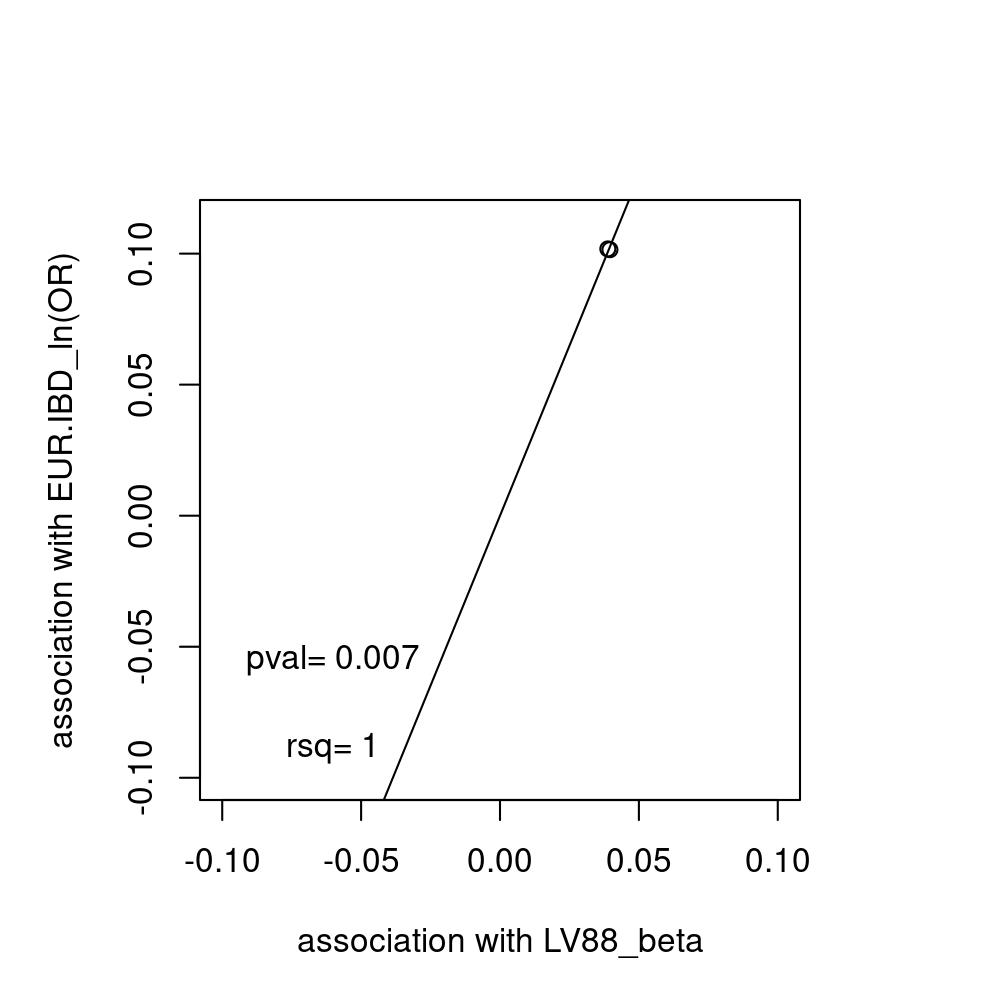 association with EUR.IBD_ln(OR)
0.10
0.05
0.00
-0.05
-0.10
pval= 0.007
rsq= 1
-0.10 -0.05 0.00 0.05 0.10
association with LV88_beta